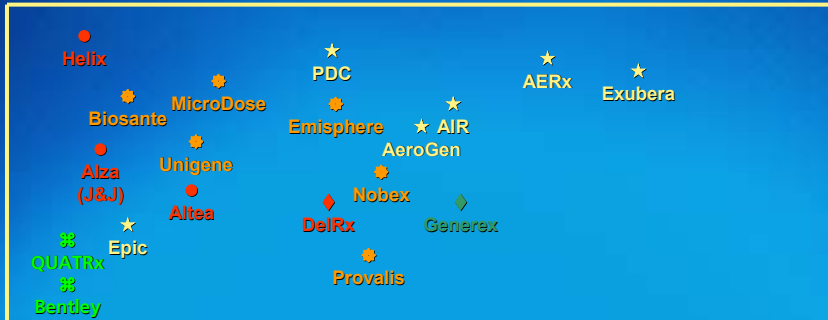 Helix
PDC
AERx
Exubera
MicroDose
Biosante
Emisphere
AIR
AeroGen
Unigene
Alza
(J&J)
Nobex
Altea
DelRx
Generex
Epic
QUATRx
Provalis
Bentley